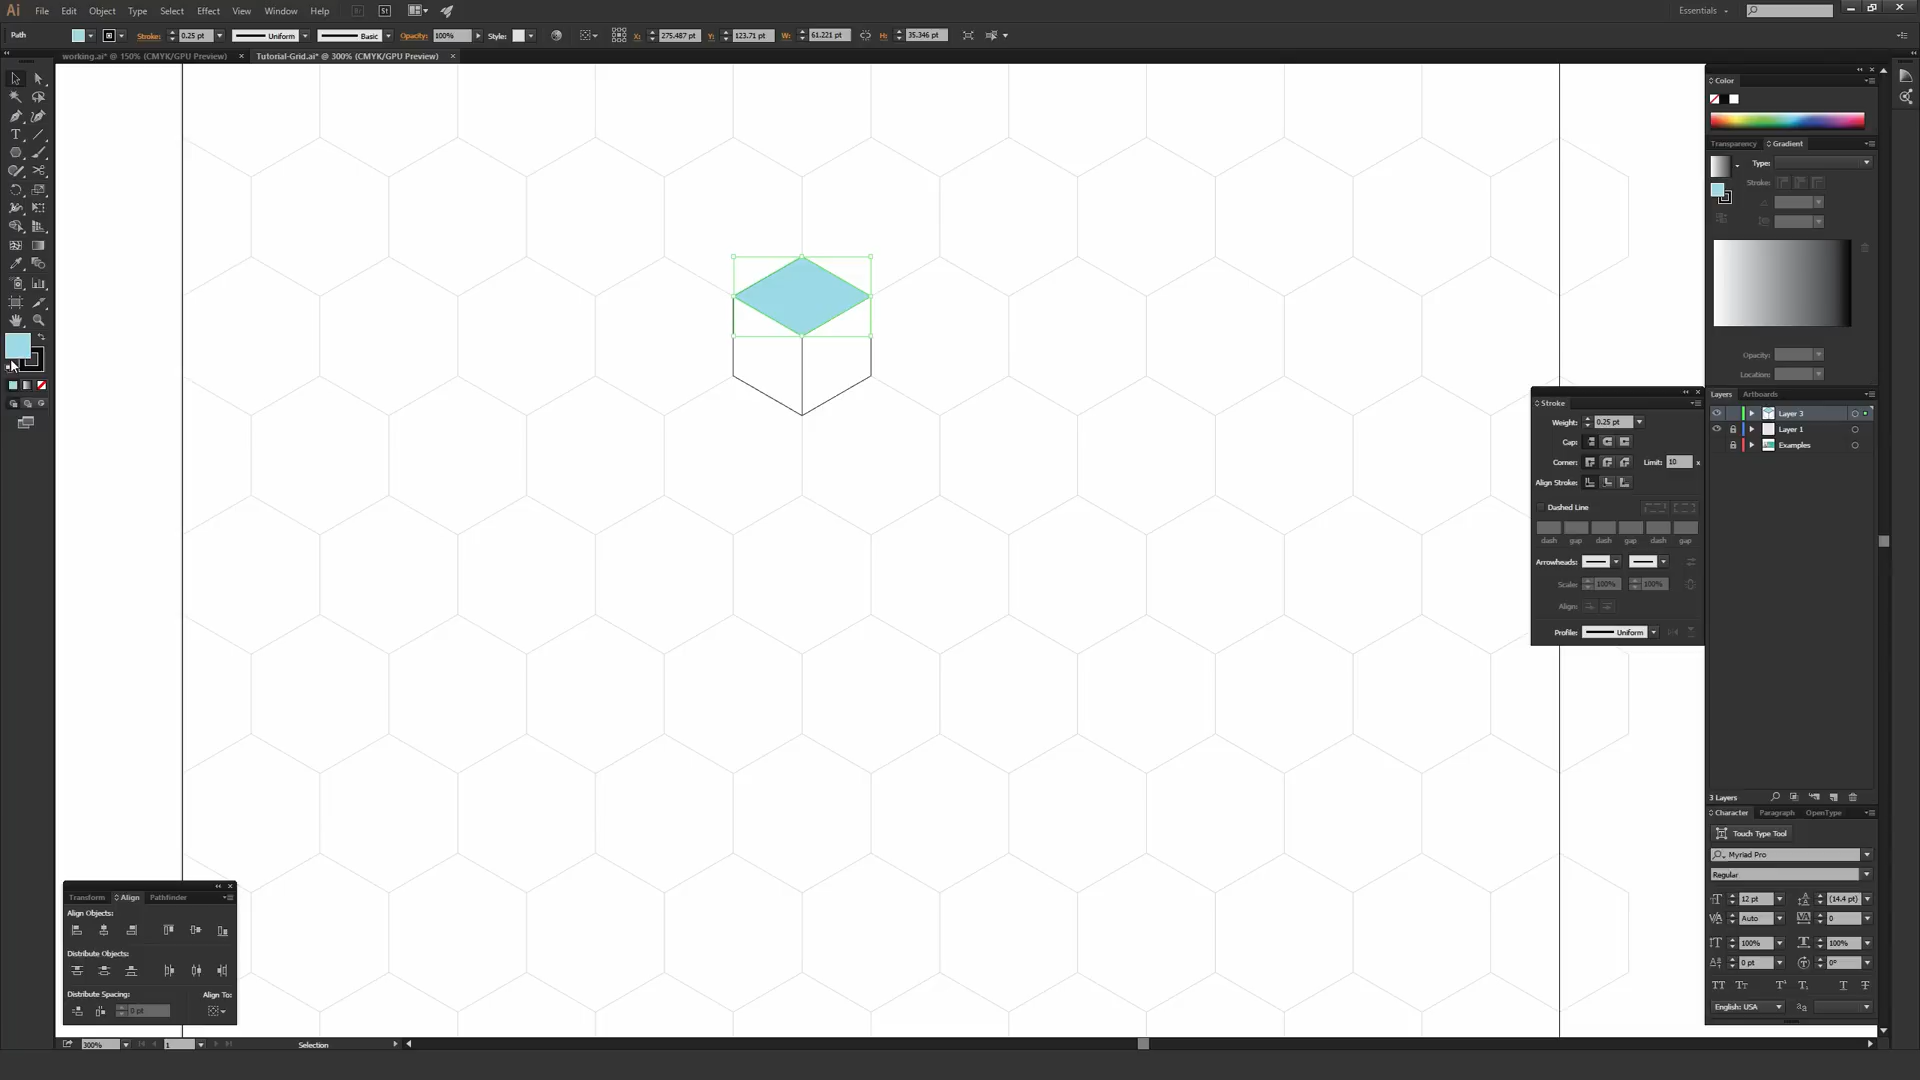 Ai File Edit Object Type Select Effect View Window Help Br St Essentials
Path Stroke: 0.25 pt Uniform Basic Opacity: 100% Style: X: 275.487 pt Y: 123.71 pt W: 61.221 pt H: 35.346 pt
working.ai* @ 150% (CMYK/GPU Preview) Tutorial-Grid.ai* @ 300% (CMYK/GPU Preview)
Color
Transparency Gradient
Type:
Stroke:
Opacity:
Location:
Layers Artboards
Layer 3
Layer 1
Examples
Stroke
Weight: 0.25 pt
Cap:
Corner: Limit: 10 x
Align Stroke:
Dashed Line
dash gap dash gap dash gap
Arrowheads:
Scale: 100% 100%
Align:
Profile: Uniform
3 Layers
Character Paragraph OpenType
Touch Type Tool
Myriad Pro
Regular
12 pt (14.4 pt)
Auto 0
100% 100%
0 pt 0°
English: USA
Transform Align Pathfinder
Align Objects:
Distribute Objects:
Distribute Spacing: Align To:
0 pt
300% 1 Selection